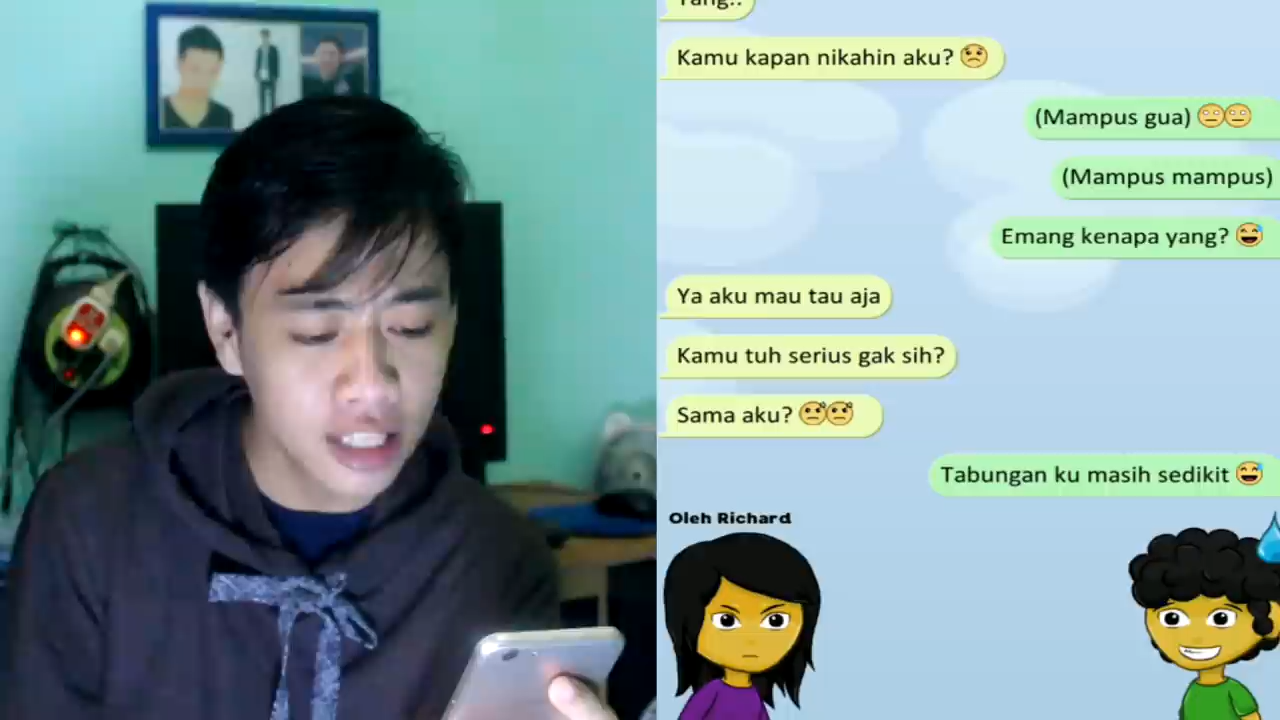 Yang..
Kamu kapan nikahin aku? 😟
(Mampus gua) 😑😑
(Mampus mampus)
Emang kenapa yang? 😅
Ya aku mau tau aja
Kamu tuh serius gak sih?
Sama aku? 😓😓
Tabungan ku masih sedikit 😅
Oleh Richard